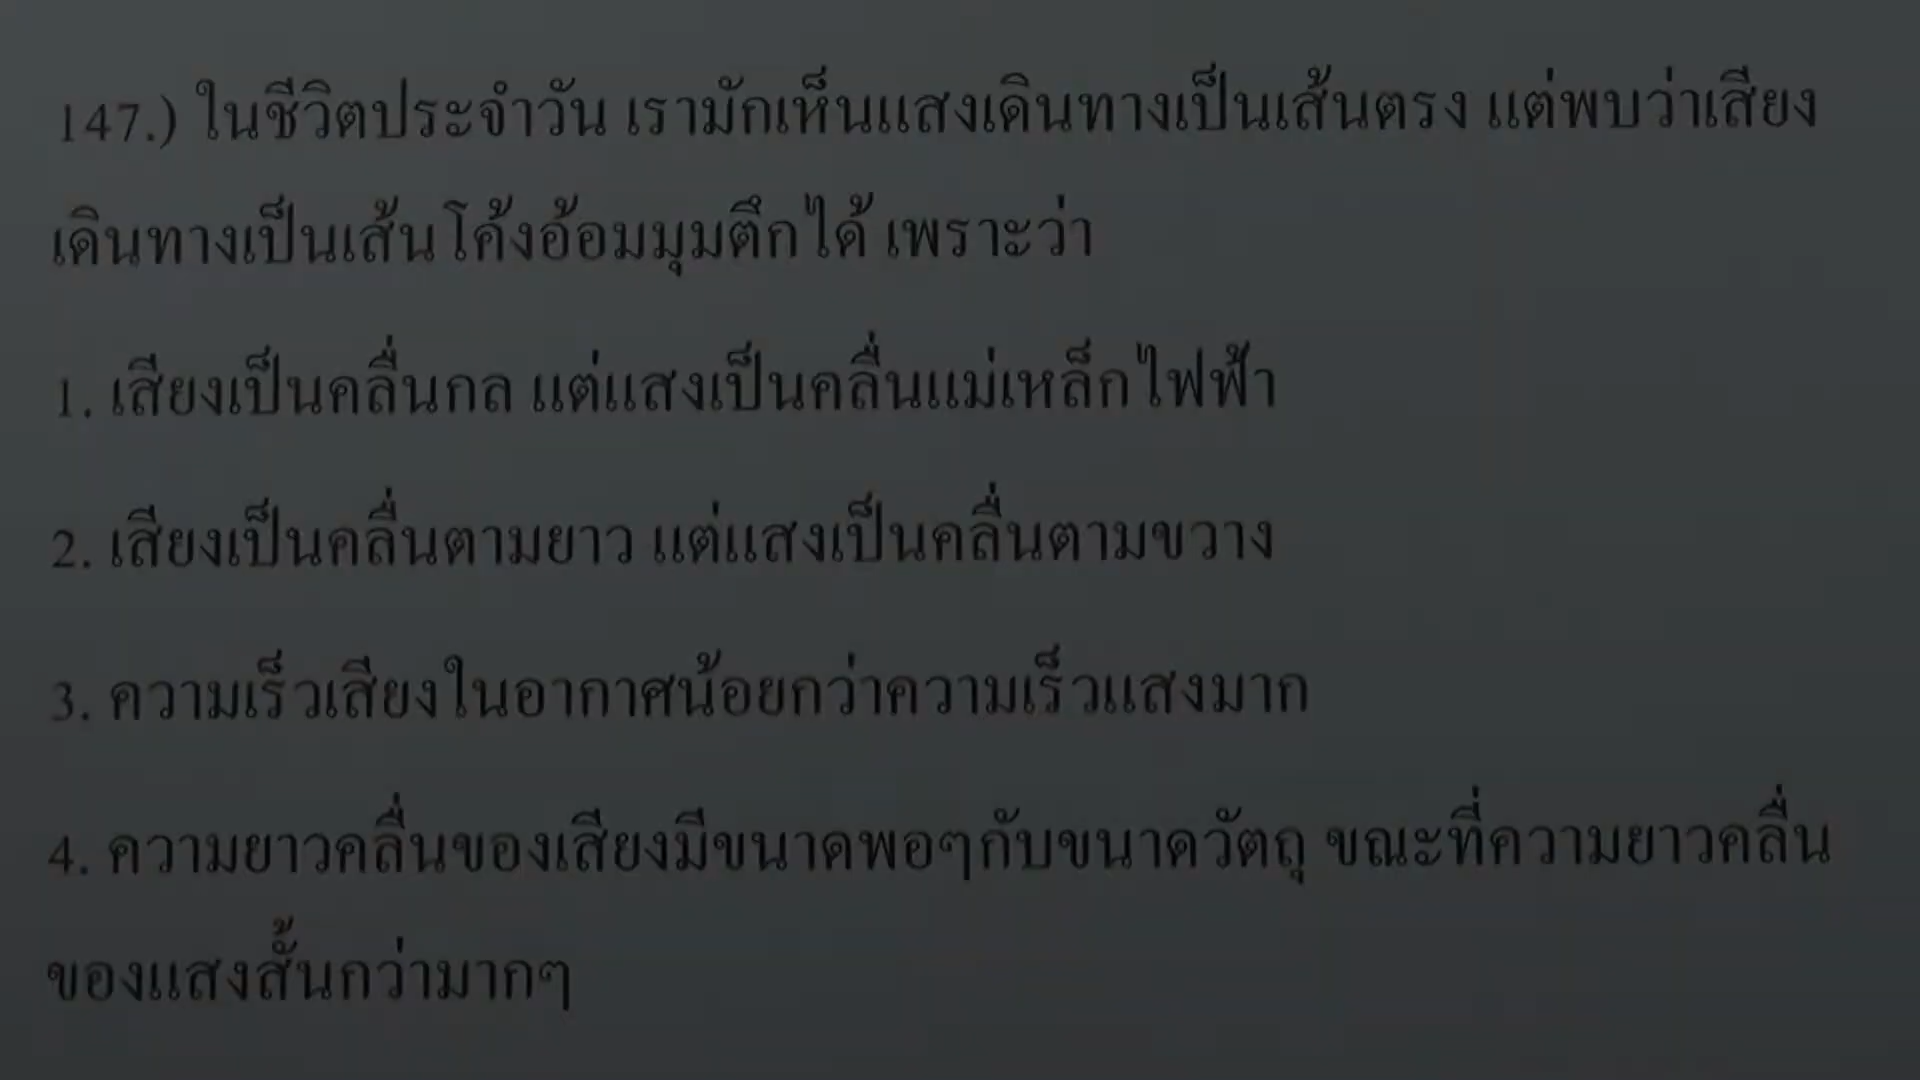 147.) ในชีวิตประจำวัน เรามักเห็นแสงเดินทางเป็นเส้นตรง แต่พบว่าเสียง
เดินทางเป็นเส้นโค้งอ้อมมุมตึกได้ เพราะว่า
1. เสียงเป็นคลื่นกล แต่แสงเป็นคลื่นแม่เหล็กไฟฟ้า
2. เสียงเป็นคลื่นตามยาว แต่แสงเป็นคลื่นตามขวาง
3. ความเร็วเสียงในอากาศน้อยกว่าความเร็วแสงมาก
4. ความยาวคลื่นของเสียงมีขนาดพอๆกับขนาดวัตถุ ขณะที่ความยาวคลื่น
ของแสงสั้นกว่ามากๆ